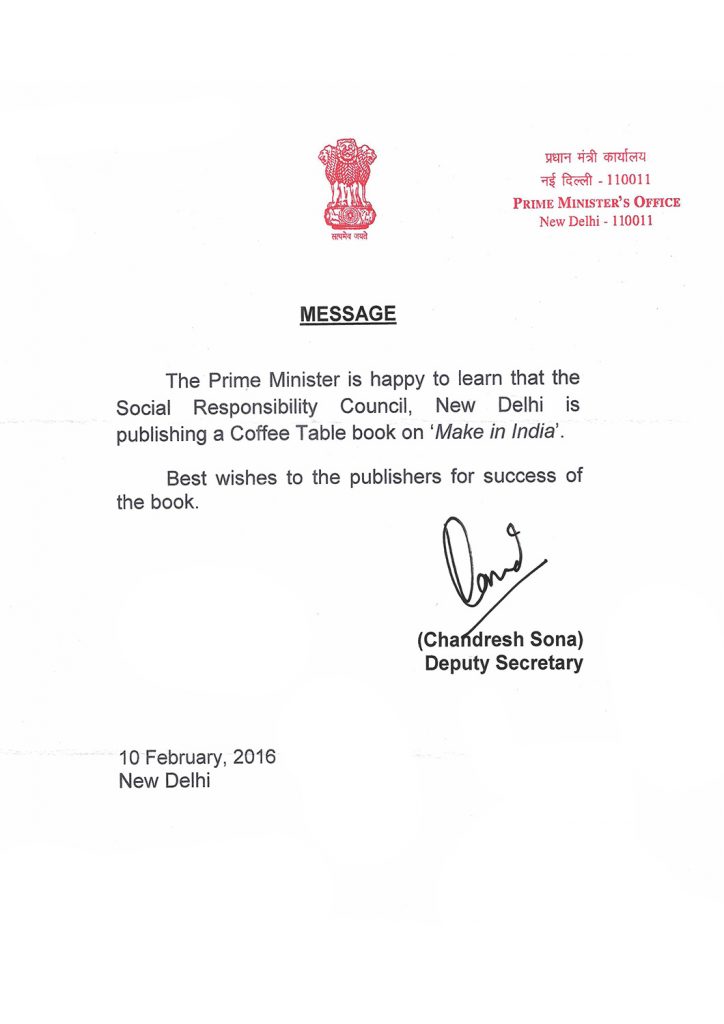 सत्यमेव जयते
प्रधान मंत्री कार्यालय
नई दिल्ली - 110011
PRIME MINISTER'S OFFICE
New Delhi - 110011
MESSAGE
The Prime Minister is happy to learn that the
Social Responsibility Council, New Delhi is
publishing a Coffee Table book on ‘Make in India’.
Best wishes to the publishers for success of
the book.
(Chandresh Sona)
Deputy Secretary
10 February, 2016
New Delhi